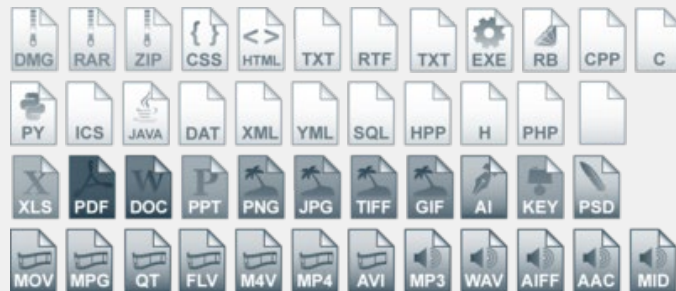 DMG RAR ZIP CSS HTML TXT RTF TXT EXE RB CPP C
PY ICS JAVA DAT XML YML SQL HPP H PHP
XLS PDF DOC PPT PNG JPG TIFF GIF AI KEY PSD
MOV MPG QT FLV M4V MP4 AVI MP3 WAV AIFF AAC MID